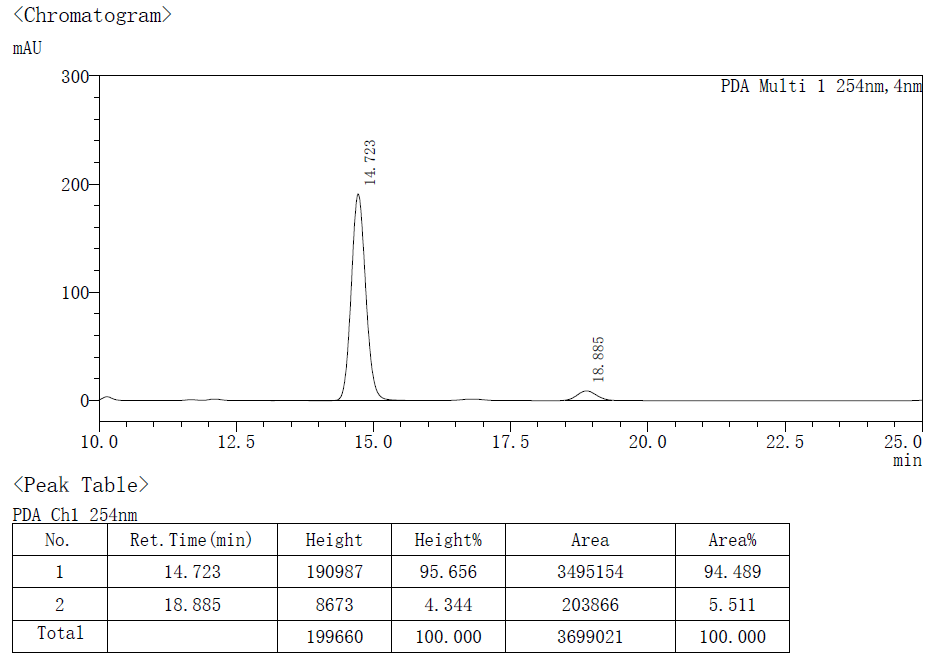 <Chromatogram>
mAU
300
PDA Multi 1 254nm,4nm
14.723
200
100
18.885
0
10.0 12.5 15.0 17.5 20.0 22.5 25.0
min
<Peak Table>
PDA Ch1 254nm
No. Ret.Time(min) Height Height% Area Area%
1 14.723 190987 95.656 3495154 94.489
2 18.885 8673 4.344 203866 5.511
Total 199660 100.000 3699021 100.000